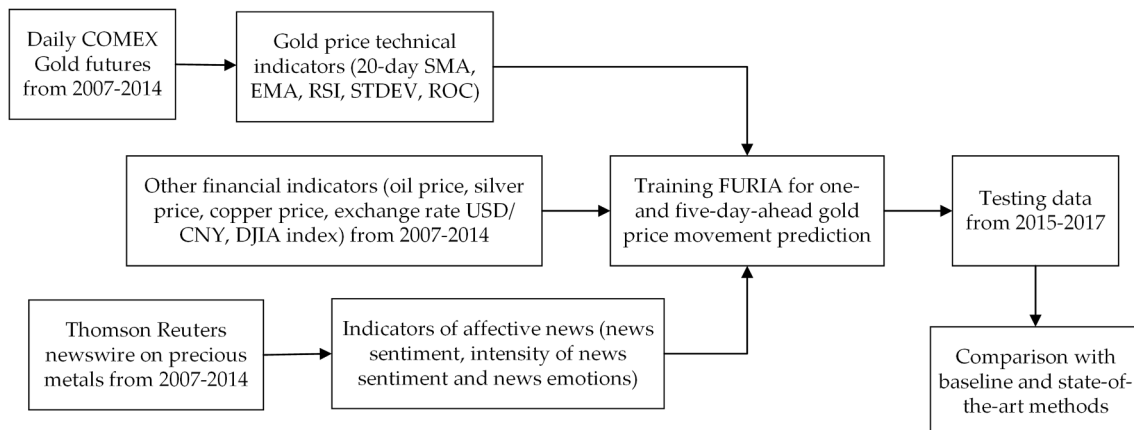 Daily COMEX
Gold futures
from 2007-2014
Gold price technical
indicators (20-day SMA,
EMA, RSI, STDEV, ROC)
Other financial indicators (oil price, silver
price, copper price, exchange rate USD/
CNY, DJIA index) from 2007-2014
Training FURIA for one-
and five-day-ahead gold
price movement prediction
Testing data
from 2015-2017
Thomson Reuters
newswire on precious
metals from 2007-2014
Indicators of affective news (news
sentiment, intensity of news
sentiment and news emotions)
Comparison with
baseline and state-of-
the-art methods